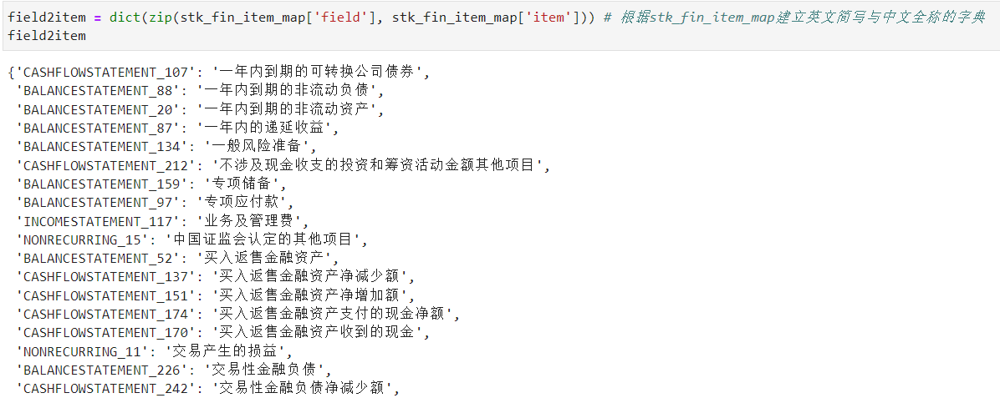 field2item = dict(zip(stk_fin_item_map['field'], stk_fin_item_map['item'])) # 根据stk_fin_item_map建立英文简写与中文全称的字典
field2item
{'CASHFLOWSTATEMENT_107': '一年内到期的可转换公司债券',
'BALANCESTATEMENT_88': '一年内到期的非流动负债',
'BALANCESTATEMENT_20': '一年内到期的非流动资产',
'BALANCESTATEMENT_87': '一年内的递延收益',
'BALANCESTATEMENT_134': '一般风险准备',
'CASHFLOWSTATEMENT_212': '不涉及现金收支的投资和筹资活动金额其他项目',
'BALANCESTATEMENT_159': '专项储备',
'BALANCESTATEMENT_97': '专项应付款',
'INCOMESTATEMENT_117': '业务及管理费',
'NONRECURRING_15': '中国证监会认定的其他项目',
'BALANCESTATEMENT_52': '买入返售金融资产',
'CASHFLOWSTATEMENT_137': '买入返售金融资产净减少额',
'CASHFLOWSTATEMENT_151': '买入返售金融资产净增加额',
'CASHFLOWSTATEMENT_174': '买入返售金融资产支付的现金净额',
'CASHFLOWSTATEMENT_170': '买入返售金融资产收到的现金',
'NONRECURRING_11': '交易产生的损益',
'BALANCESTATEMENT_226': '交易性金融负债',
'CASHFLOWSTATEMENT_242': '交易性金融负债净减少额',